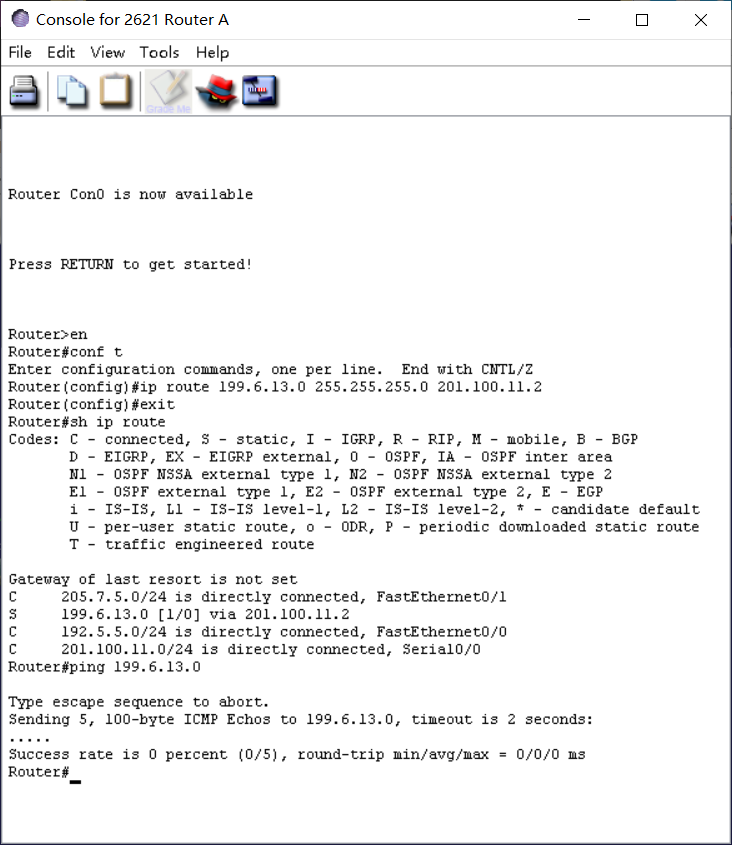 Console for 2621 Router A
File Edit View Tools Help
Grade Me
Router Con0 is now available
Press RETURN to get started!
Router>en
Router#conf t
Enter configuration commands, one per line.  End with CNTL/Z
Router(config)#ip route 199.6.13.0 255.255.255.0 201.100.11.2
Router(config)#exit
Router#sh ip route
Codes: C - connected, S - static, I - IGRP, R - RIP, M - mobile, B - BGP
       D - EIGRP, EX - EIGRP external, O - OSPF, IA - OSPF inter area
       N1 - OSPF NSSA external type 1, N2 - OSPF NSSA external type 2
       E1 - OSPF external type 1, E2 - OSPF external type 2, E - EGP
       i - IS-IS, L1 - IS-IS level-1, L2 - IS-IS level-2, * - candidate default
       U - per-user static route, o - ODR, P - periodic downloaded static route
       T - traffic engineered route
Gateway of last resort is not set
C     205.7.5.0/24 is directly connected, FastEthernet0/1
S     199.6.13.0 [1/0] via 201.100.11.2
C     192.5.5.0/24 is directly connected, FastEthernet0/0
C     201.100.11.0/24 is directly connected, Serial0/0
Router#ping 199.6.13.0
Type escape sequence to abort.
Sending 5, 100-byte ICMP Echos to 199.6.13.0, timeout is 2 seconds:
.....
Success rate is 0 percent (0/5), round-trip min/avg/max = 0/0/0 ms
Router#